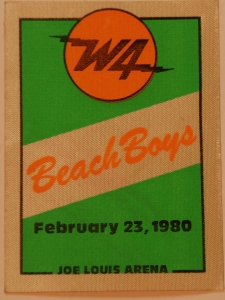 W4
Beach Boys
February 23, 1980
JOE LOUIS ARENA